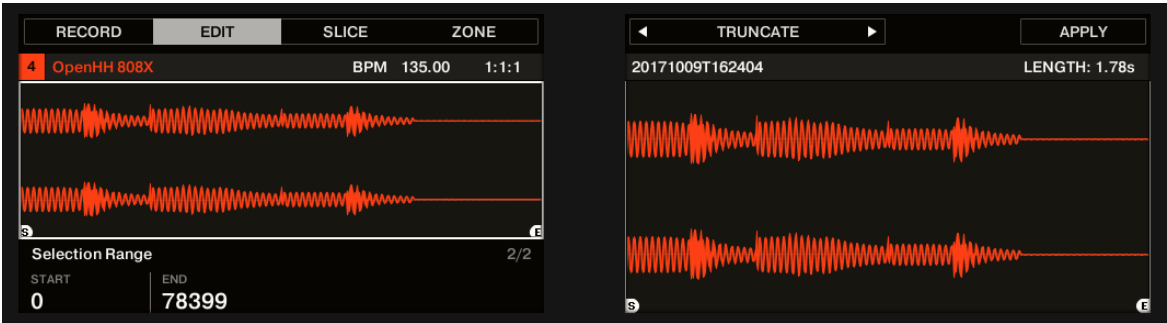 RECORD EDIT SLICE ZONE
4 OpenHH 808X BPM 135.00 1:1:1
S E
Selection Range 2/2
START END
0 78399
◀ TRUNCATE ▶ APPLY
20171009T162404 LENGTH: 1.78s
S E